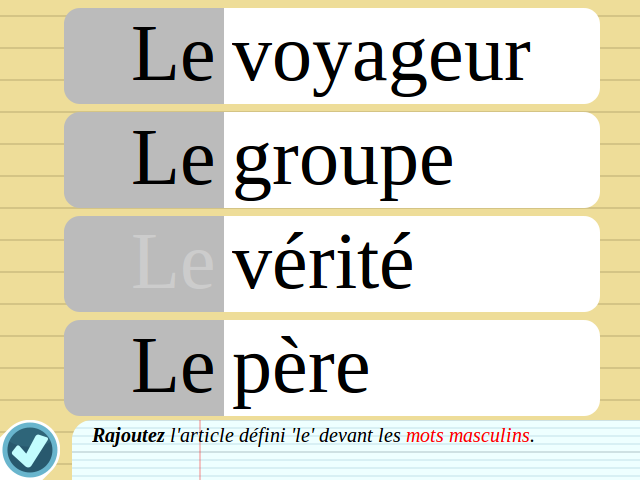 Le voyageur
Le groupe
Le vérité
Le père
Rajoutez l'article défini 'le' devant les mots masculins.